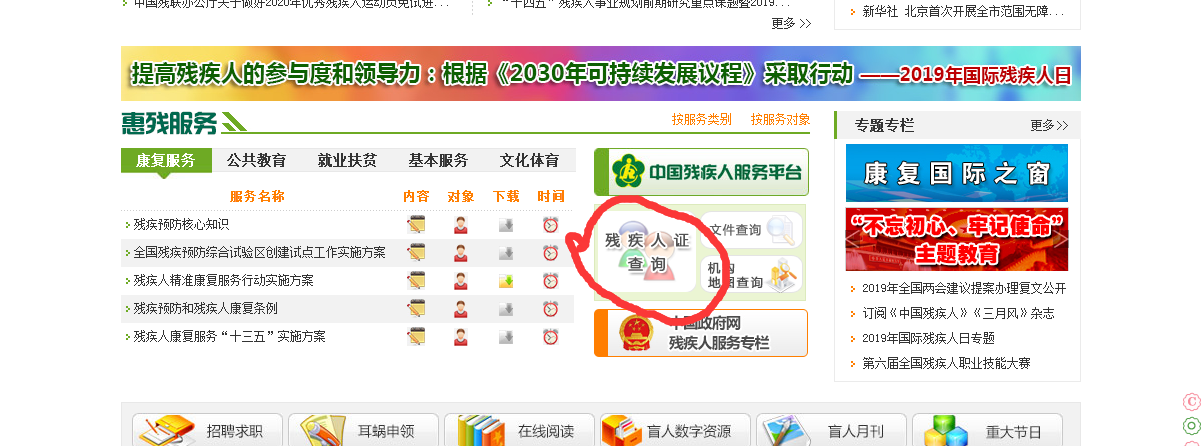 中国残联办公厅关于做好2020年优秀残疾人运动员免试进...
“十四五”残疾人事业规划前期研究重点课题暨2019...
更多 >>
新华社 北京首次开展全市范围无障...
提高残疾人的参与度和领导力：根据《2030年可持续发展议程》采取行动 ——2019年国际残疾人日
惠残服务
按服务类别 按服务对象
康复服务 公共教育 就业扶贫 基本服务 文化体育
服务名称 内容 对象 下载 时间
残疾预防核心知识
全国残疾预防综合试验区创建试点工作实施方案
残疾人精准康复服务行动实施方案
残疾预防和残疾人康复条例
残疾人康复服务“十三五”实施方案
中国残疾人服务平台
残疾人证
查询
文件查询
机构
地图查询
中国政府网
残疾人服务专栏
专题专栏 更多>>
康复国际之窗
“不忘初心、牢记使命”
主题教育
2019年全国两会建议提案办理复文公开
订阅《中国残疾人》《三月风》杂志
2019年国际残疾人日专题
第六届全国残疾人职业技能大赛
招聘求职 耳蜗申领 在线阅读 盲人数字资源 盲人月刊 重大节日